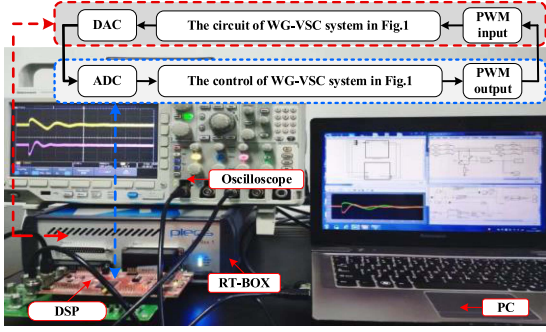 DAC
The circuit of WG-VSC system in Fig.1
PWM
input
ADC
The control of WG-VSC system in Fig.1
PWM
output
Oscilloscope
plecs
RT-BOX
DSP
PC